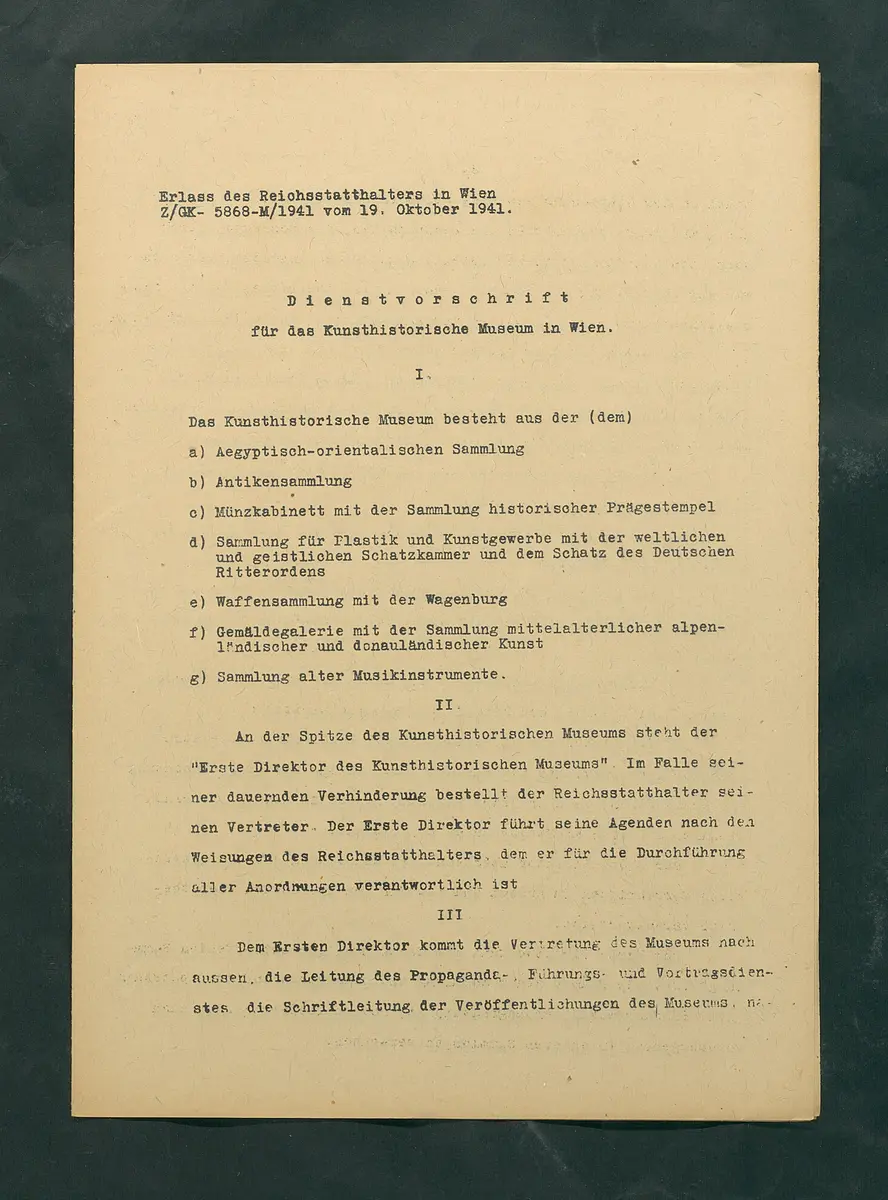 Erlass des Reichsstatthalters in Wien
Z/GK- 5868-M/1941 vom 19. Oktober 1941.
D i e n s t v o r s c h r i f t
für das Kunsthistorische Museum in Wien.
I.
Das Kunsthistorische Museum besteht aus der (dem)
a) Aegyptisch-orientalischen Sammlung
b) Antikensammlung
c) Münzkabinett mit der Sammlung historischer Prägestempel
d) Sammlung für Plastik und Kunstgewerbe mit der weltlichen
und geistlichen Schatzkammer und dem Schatz des Deutschen
Ritterordens
e) Waffensammlung mit der Wagenburg
f) Gemäldegalerie mit der Sammlung mittelalterlicher alpen-
ländischer und donauländischer Kunst
g) Sammlung alter Musikinstrumente.
II.
An der Spitze des Kunsthistorischen Museums steht der
"Erste Direktor des Kunsthistorischen Museums". Im Falle sei-
ner dauernden Verhinderung bestellt der Reichsstatthalter sei-
nen Vertreter. Der Erste Direktor führt seine Agenden nach den
Weisungen des Reichsstatthalters, dem er für die Durchführung
aller Anordnungen verantwortlich ist
III
Dem Ersten Direktor kommt die Vertretung des Museums nach
aussen, die Leitung des Propaganda-, Führungs- und Vortragsdien-
stes, die Schriftleitung der Veröffentlichungen des Museums,